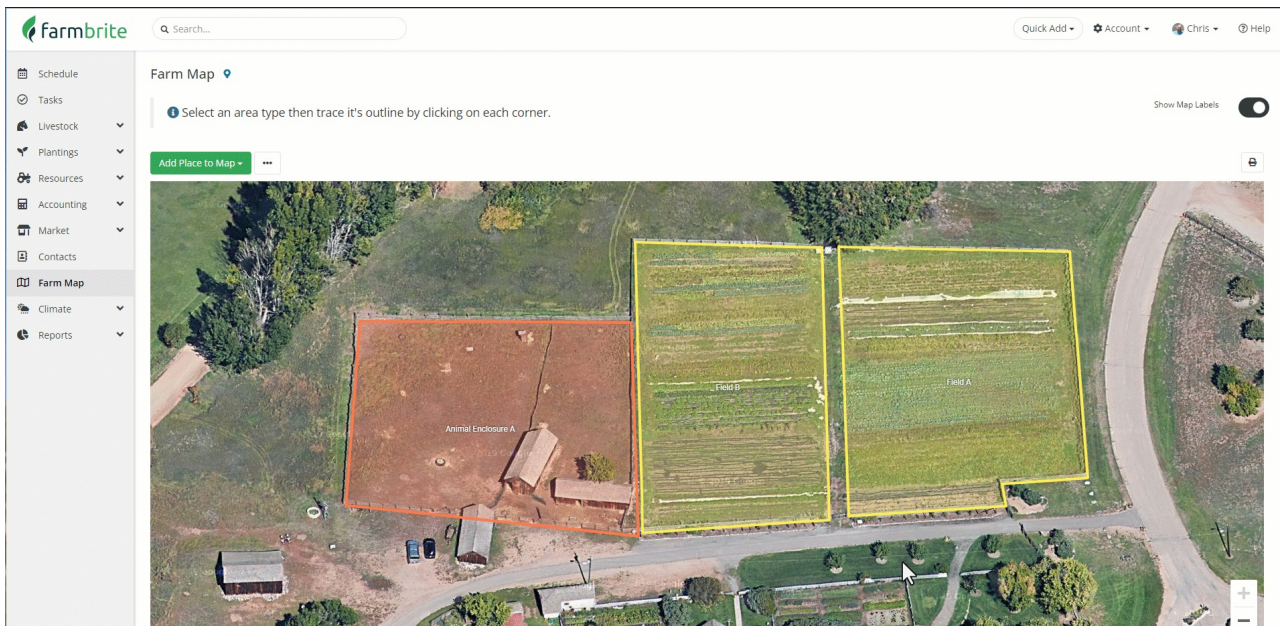 farmbrite
Search...
Quick Add
Account
Chris
Help
Schedule
Tasks
Livestock
Plantings
Resources
Accounting
Market
Contacts
Farm Map
Climate
Reports
Farm Map
Select an area type then trace it's outline by clicking on each corner.
Show Map Labels
Add Place to Map
Animal Enclosure A
Field B
Field A